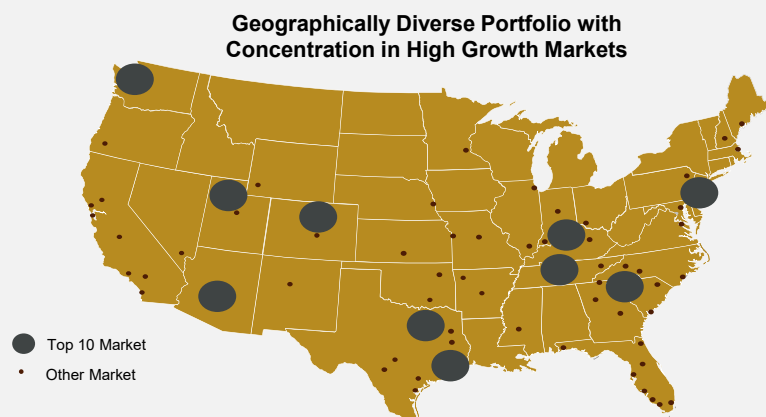 Geographically Diverse Portfolio with
Concentration in High Growth Markets
Top 10 Market
Other Market